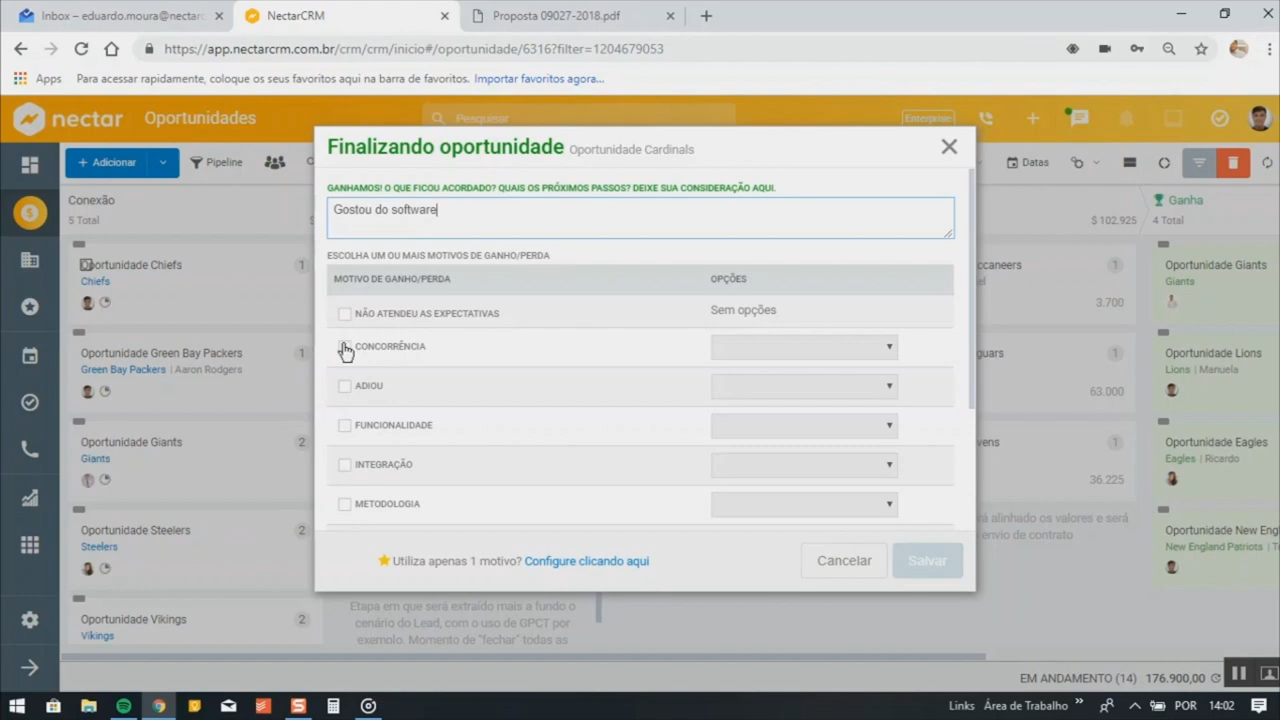 Inbox – eduardo.moura@nectarc
NectarCRM
Proposta 09027-2018.pdf
https://app.nectarcrm.com.br/crm/crm/inicio#/oportunidade/6316?filter=1204679053
Apps
Para acessar rapidamente, coloque os seus favoritos aqui na barra de favoritos. Importar favoritos agora...
nectar
Oportunidades
Pesquisar
Enterprise
Adicionar
Pipeline
Datas
Finalizando oportunidade Oportunidade Cardinals
GANHAMOS! O QUE FICOU ACORDADO? QUAIS OS PRÓXIMOS PASSOS? DEIXE SUA CONSIDERAÇÃO AQUI.
Gostou do software
ESCOLHA UM OU MAIS MOTIVOS DE GANHO/PERDA
MOTIVO DE GANHO/PERDA OPÇÕES
NÃO ATENDEU AS EXPECTATIVAS Sem opções
CONCORRÊNCIA
ADIOU
FUNCIONALIDADE
INTEGRAÇÃO
METODOLOGIA
Utiliza apenas 1 motivo? Configure clicando aqui
Cancelar
Salvar
Conexão
5 Total
$
Oportunidade Chiefs 1
Chiefs
Oportunidade Green Bay Packers 1
Green Bay Packers | Aaron Rodgers
Oportunidade Giants 2
Giants
Oportunidade Steelers 2
Steelers
Oportunidade Vikings 2
Vikings
Etapa em que será extraído mais a fundo o
cenário do Lead, com o uso de GPCT por
exemplo. Momento de "fechar" todas as
$ 102.925
ccaneers 1
3.700
guars 1
63.000
vens 1
36.225
rá alinhado os valores e será
envio de contrato
Ganha
4 Total
Oportunidade Giants
Giants
Oportunidade Lions
Lions | Manuela
Oportunidade Eagles
Eagles | Ricardo
Oportunidade New Eng
New England Patriots | T
EM ANDAMENTO (14) 176.900,00
Links
Área de Trabalho
POR
14:02